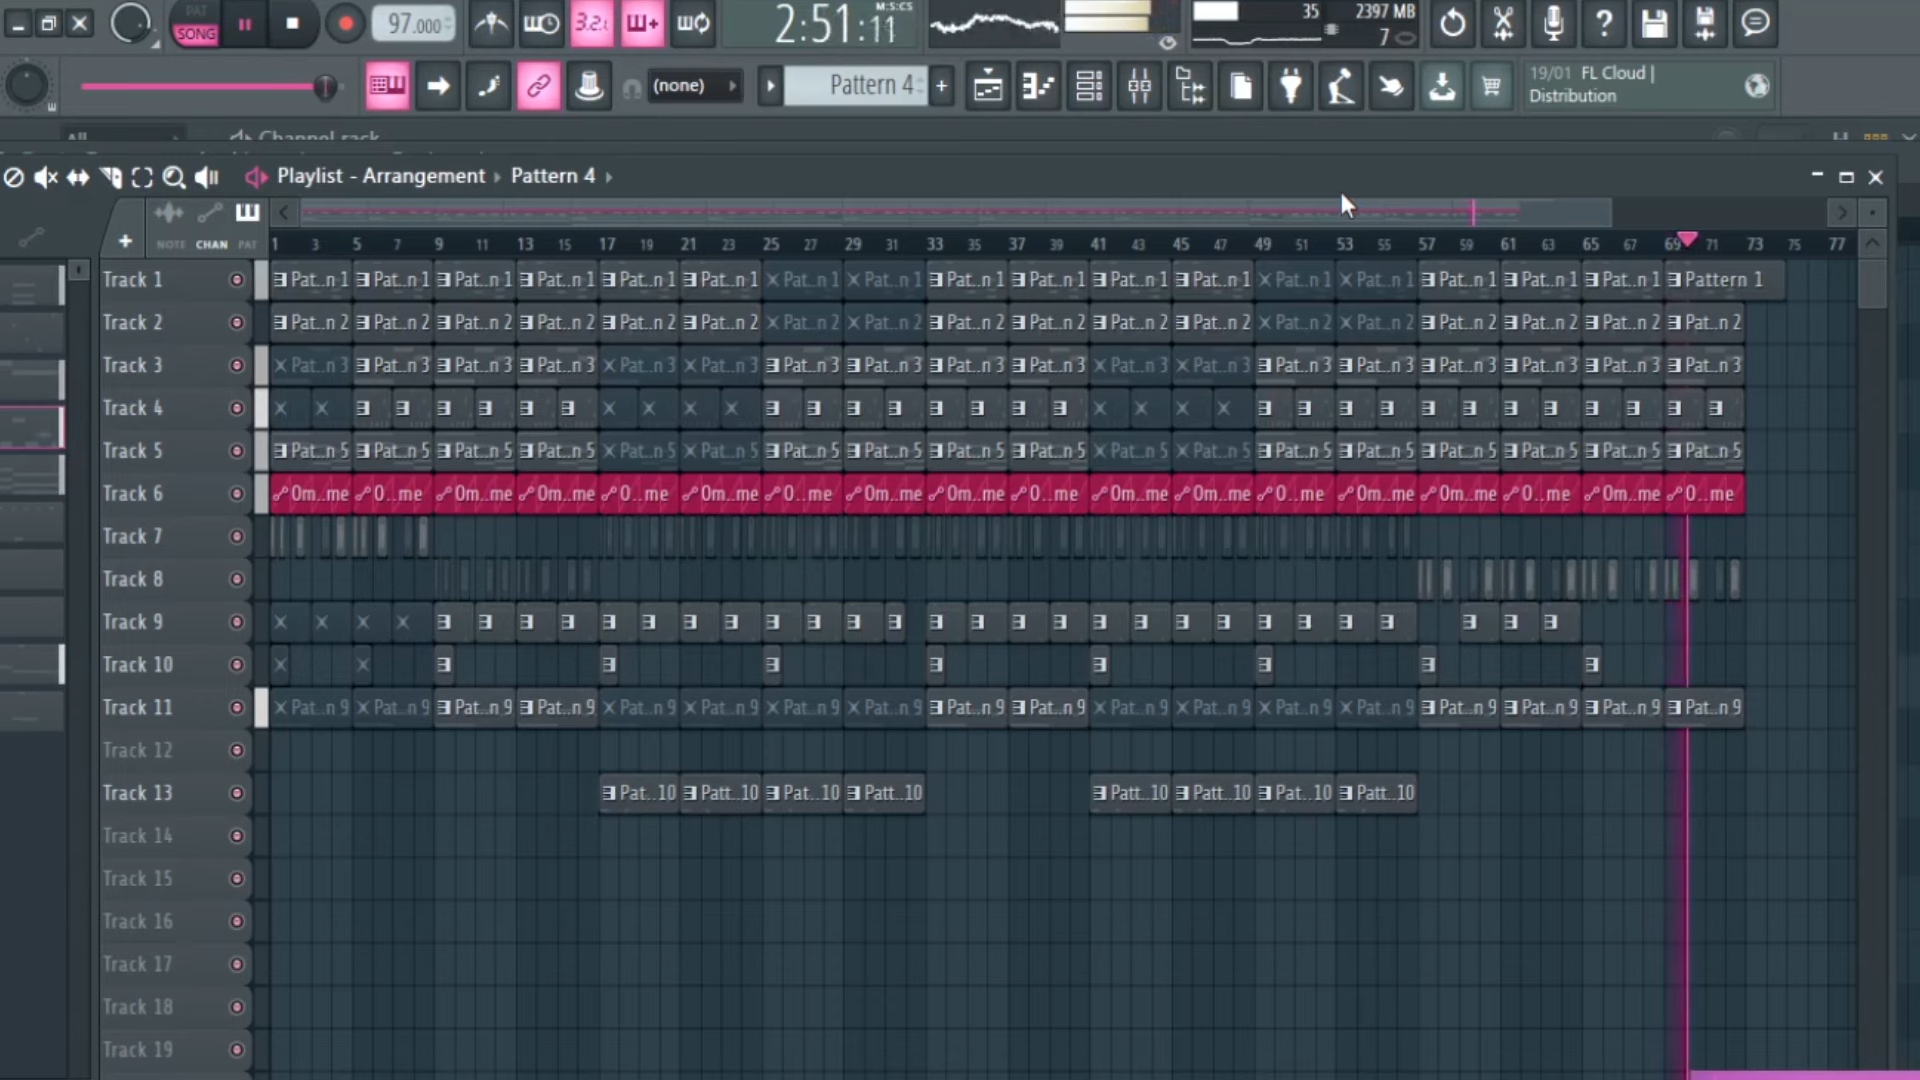 PAT
SONG
97.000
3.2.
2:51:11
M:S:CS
35
2397 MB
7
(none)
Pattern 4
+
19/01 FL Cloud |
Distribution
All
Channel rack
Playlist - Arrangement › Pattern 4 ›
+
NOTE CHAN PAT
1 3 5 7 9 11 13 15 17 19 21 23 25 27 29 31 33 35 37 39 41 43 45 47 49 51 53 55 57 59 61 63 65 67 69 71 73 75 77
Track 1 Pat..n 1 Pat..n 1 Pat..n 1 Pat..n 1 Pat..n 1 Pat..n 1 Pat..n 1 Pat..n 1 Pat..n 1 Pat..n 1 Pat..n 1 Pat..n 1 Pat..n 1 Pat..n 1 Pat..n 1 Pat..n 1 Pat..n 1 Pattern 1
Track 2 Pat..n 2 Pat..n 2 Pat..n 2 Pat..n 2 Pat..n 2 Pat..n 2 Pat..n 2 Pat..n 2 Pat..n 2 Pat..n 2 Pat..n 2 Pat..n 2 Pat..n 2 Pat..n 2 Pat..n 2 Pat..n 2 Pat..n 2 Pat..n 2
Track 3 Pat..n 3 Pat..n 3 Pat..n 3 Pat..n 3 Pat..n 3 Pat..n 3 Pat..n 3 Pat..n 3 Pat..n 3 Pat..n 3 Pat..n 3 Pat..n 3 Pat..n 3 Pat..n 3 Pat..n 3 Pat..n 3 Pat..n 3 Pat..n 3
Track 4
Track 5 Pat..n 5 Pat..n 5 Pat..n 5 Pat..n 5 Pat..n 5 Pat..n 5 Pat..n 5 Pat..n 5 Pat..n 5 Pat..n 5 Pat..n 5 Pat..n 5 Pat..n 5 Pat..n 5 Pat..n 5 Pat..n 5 Pat..n 5 Pat..n 5
Track 6 Om..me O..me Om..me Om..me O..me Om..me O..me Om..me Om..me O..me Om..me Om..me O..me Om..me Om..me O..me Om..me O..me
Track 7
Track 8
Track 9
Track 10
Track 11 Pat..n 9 Pat..n 9 Pat..n 9 Pat..n 9 Pat..n 9 Pat..n 9 Pat..n 9 Pat..n 9 Pat..n 9 Pat..n 9 Pat..n 9 Pat..n 9 Pat..n 9 Pat..n 9 Pat..n 9 Pat..n 9 Pat..n 9 Pat..n 9
Track 12
Track 13 Pat..10 Patt..10 Pat..10 Patt..10 Patt..10 Patt..10 Pat..10 Patt..10
Track 14
Track 15
Track 16
Track 17
Track 18
Track 19